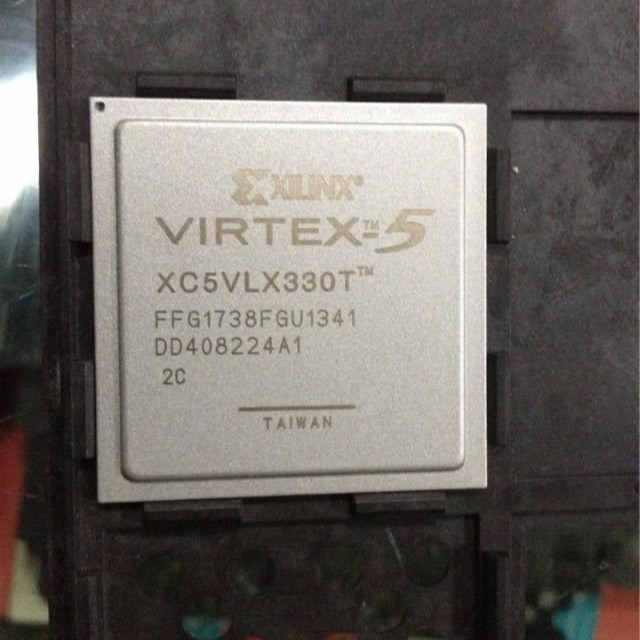 XILINX®
VIRTEX™-5
XC5VLX330T™
FFG1738FGU1341
DD408224A1
2C
TAIWAN